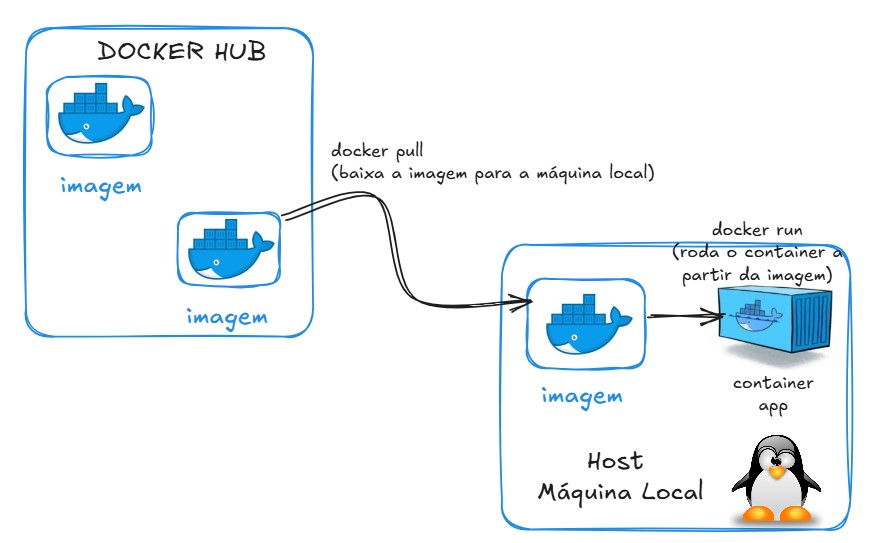 DOCKER HUB
imagem
imagem
docker pull
(baixa a imagem para a máquina local)
docker run
(roda o container a
partir da imagem)
imagem
container
app
Host
Máquina Local